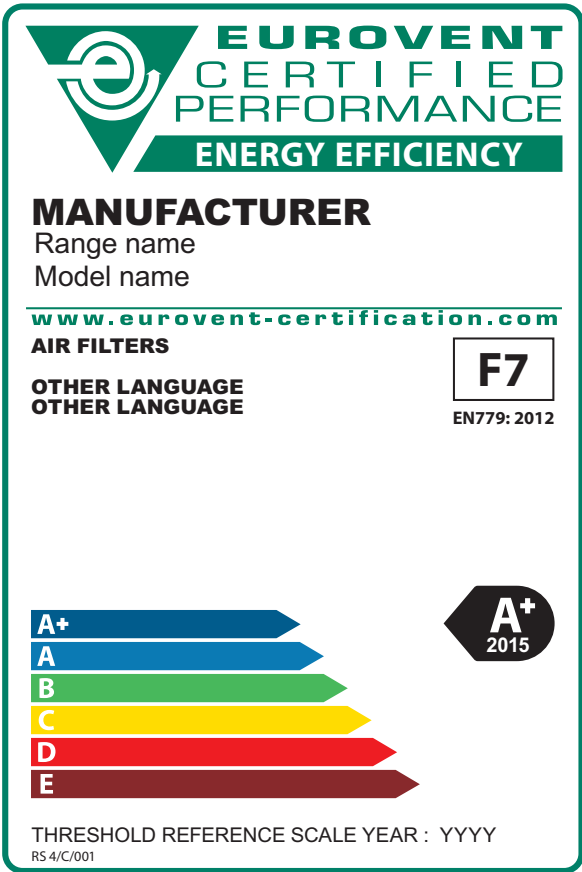 e
EUROVENT
CERTIFIED
PERFORMANCE
ENERGY EFFICIENCY
MANUFACTURER
Range name
Model name
www.eurovent-certification.com
AIR FILTERS
OTHER LANGUAGE
OTHER LANGUAGE
F7
EN779: 2012
A+
A
B
C
D
E
A+
2015
THRESHOLD REFERENCE SCALE YEAR : YYYY
RS 4/C/001